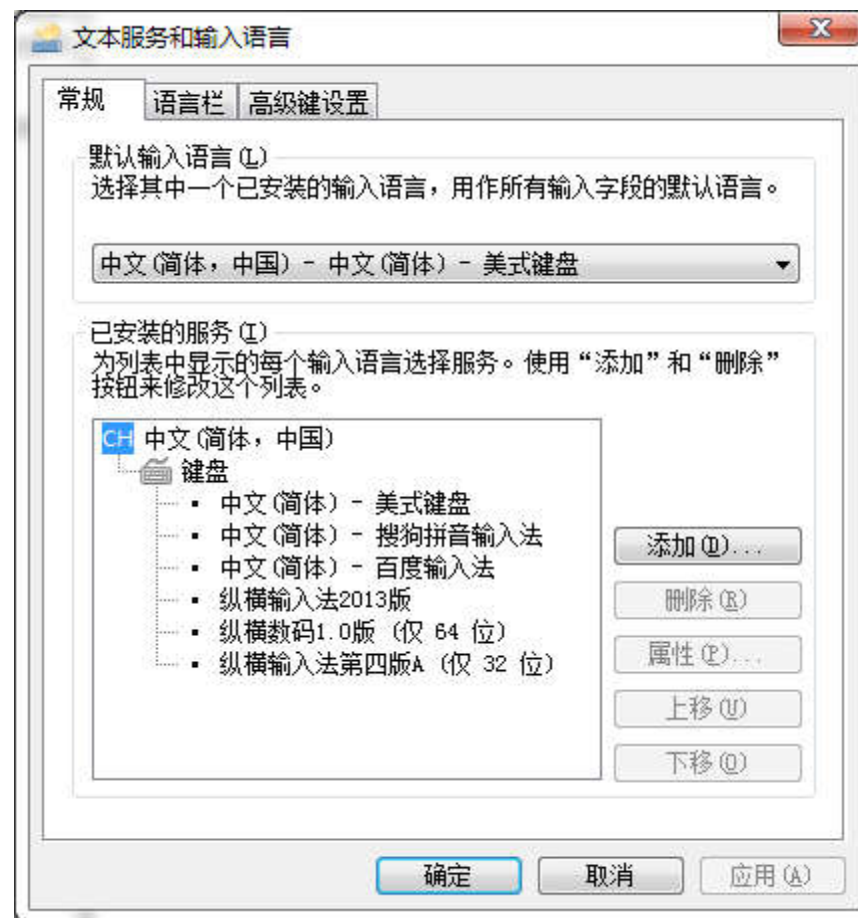 文本服务和输入语言
常规
语言栏
高级键设置
默认输入语言(L)
选择其中一个已安装的输入语言，用作所有输入字段的默认语言。
中文(简体，中国) - 中文(简体) - 美式键盘
已安装的服务(I)
为列表中显示的每个输入语言选择服务。使用“添加”和“删除”
按钮来修改这个列表。
CH 中文(简体，中国)
键盘
中文(简体) - 美式键盘
中文(简体) - 搜狗拼音输入法
中文(简体) - 百度输入法
纵横输入法2013版
纵横数码1.0版 (仅 64 位)
纵横输入法第四版A (仅 32 位)
添加(D)...
删除(R)
属性(P)...
上移(U)
下移(O)
确定
取消
应用(A)